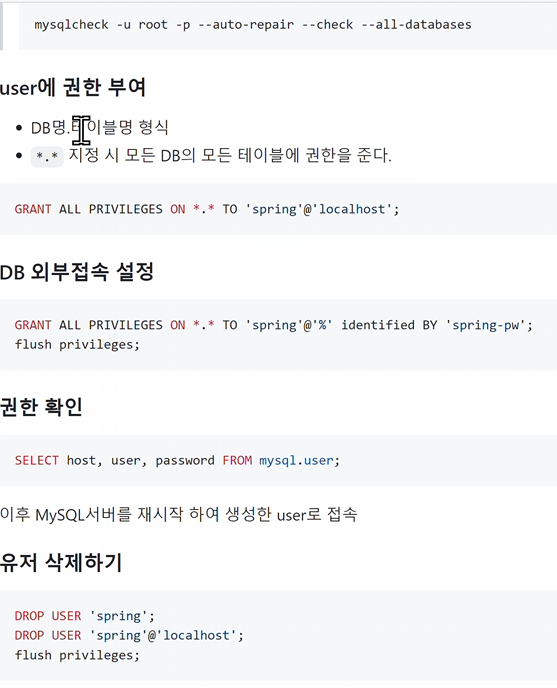 mysqlcheck -u root -p --auto-repair --check --all-databases
user에 권한 부여
DB명.테이블명 형식
*.* 지정 시 모든 DB의 모든 테이블에 권한을 준다.
GRANT ALL PRIVILEGES ON *.* TO 'spring'@'localhost';
DB 외부접속 설정
GRANT ALL PRIVILEGES ON *.* TO 'spring'@'%' identified BY 'spring-pw';
flush privileges;
권한 확인
SELECT host, user, password FROM mysql.user;
이후 MySQL서버를 재시작 하여 생성한 user로 접속
유저 삭제하기
DROP USER 'spring';
DROP USER 'spring'@'localhost';
flush privileges;